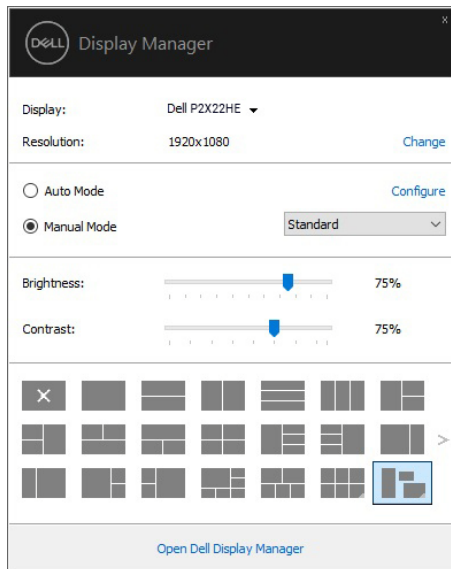 x
DELL Display Manager
Display: Dell P2X22HE
Resolution: 1920x1080 Change
Auto Mode Configure
Manual Mode Standard
Brightness: 75%
Contrast: 75%
Open Dell Display Manager